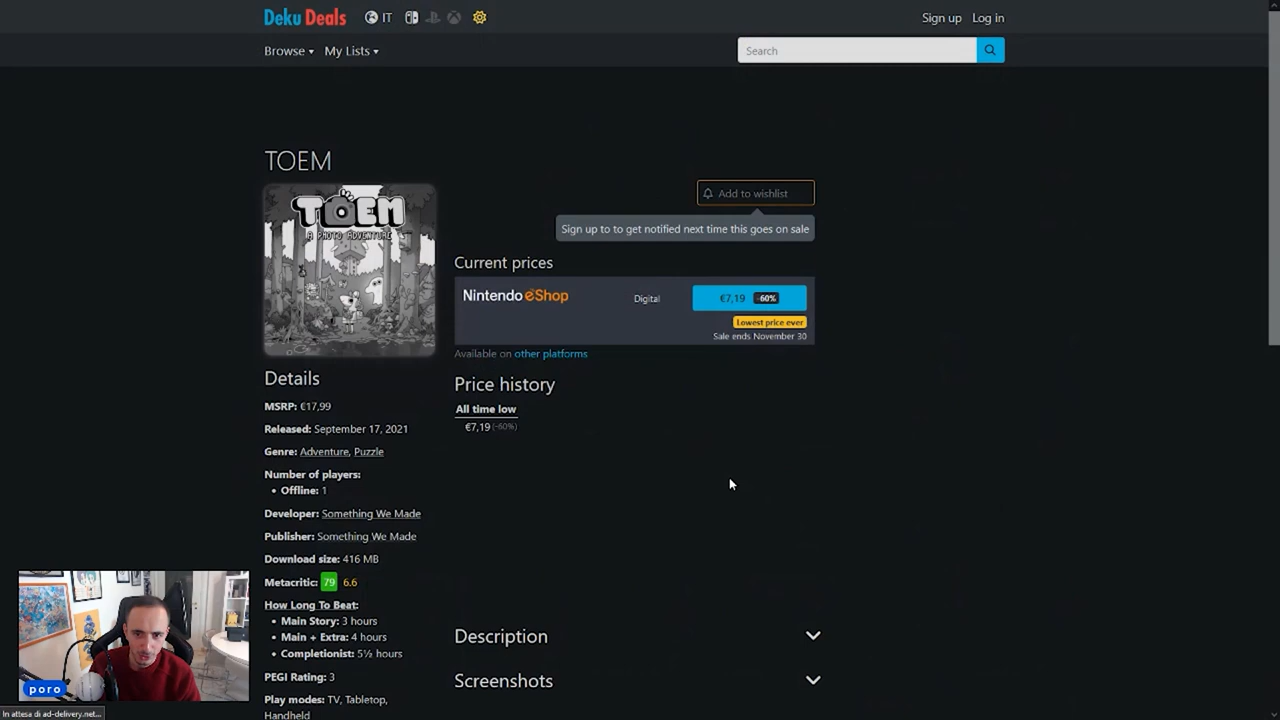 Deku Deals IT
Sign up Log in
Browse My Lists
Search
TOEM
TOEM
A PHOTO ADVENTURE
Add to wishlist
Sign up to to get notified next time this goes on sale
Current prices
Nintendo eShop Digital €7,19 -60%
Lowest price ever
Sale ends November 30
Available on other platforms
Price history
All time low
€7,19 (-60%)
Details
MSRP: €17,99
Released: September 17, 2021
Genre: Adventure, Puzzle
Number of players:
• Offline: 1
Developer: Something We Made
Publisher: Something We Made
Download size: 416 MB
Metacritic: 79 6.6
How Long To Beat:
• Main Story: 3 hours
• Main + Extra: 4 hours
• Completionist: 5½ hours
PEGI Rating: 3
Play modes: TV, Tabletop,
Handheld
Description
Screenshots
poro
In attesa di ad-delivery.net...